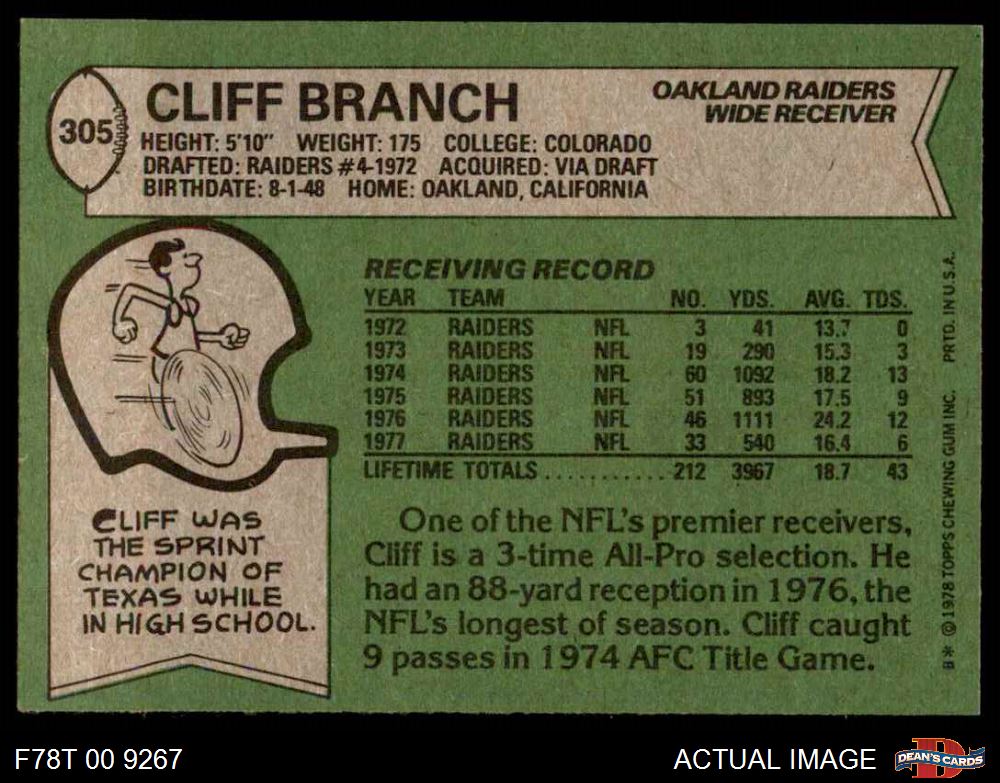 305
CLIFF BRANCH
OAKLAND RAIDERS
WIDE RECEIVER
HEIGHT: 5'10" WEIGHT: 175 COLLEGE: COLORADO
DRAFTED: RAIDERS #4-1972 ACQUIRED: VIA DRAFT
BIRTHDATE: 8-1-48 HOME: OAKLAND, CALIFORNIA
RECEIVING RECORD
YEAR TEAM NO. YDS. AVG. TDS.
1972 RAIDERS NFL 3 41 13.7 0
1973 RAIDERS NFL 19 290 15.3 3
1974 RAIDERS NFL 60 1092 18.2 13
1975 RAIDERS NFL 51 893 17.5 9
1976 RAIDERS NFL 46 1111 24.2 12
1977 RAIDERS NFL 33 540 16.4 6
LIFETIME TOTALS ............ 212 3967 18.7 43
CLIFF WAS
THE SPRINT
CHAMPION OF
TEXAS WHILE
IN HIGH SCHOOL.
One of the NFL's premier receivers,
Cliff is a 3-time All-Pro selection. He
had an 88-yard reception in 1976, the
NFL's longest of season. Cliff caught
9 passes in 1974 AFC Title Game.
B* © 1978 TOPPS CHEWING GUM INC. PRTD. IN U.S.A.
F78T 00 9267
ACTUAL IMAGE
D
DEAN'S CARDS